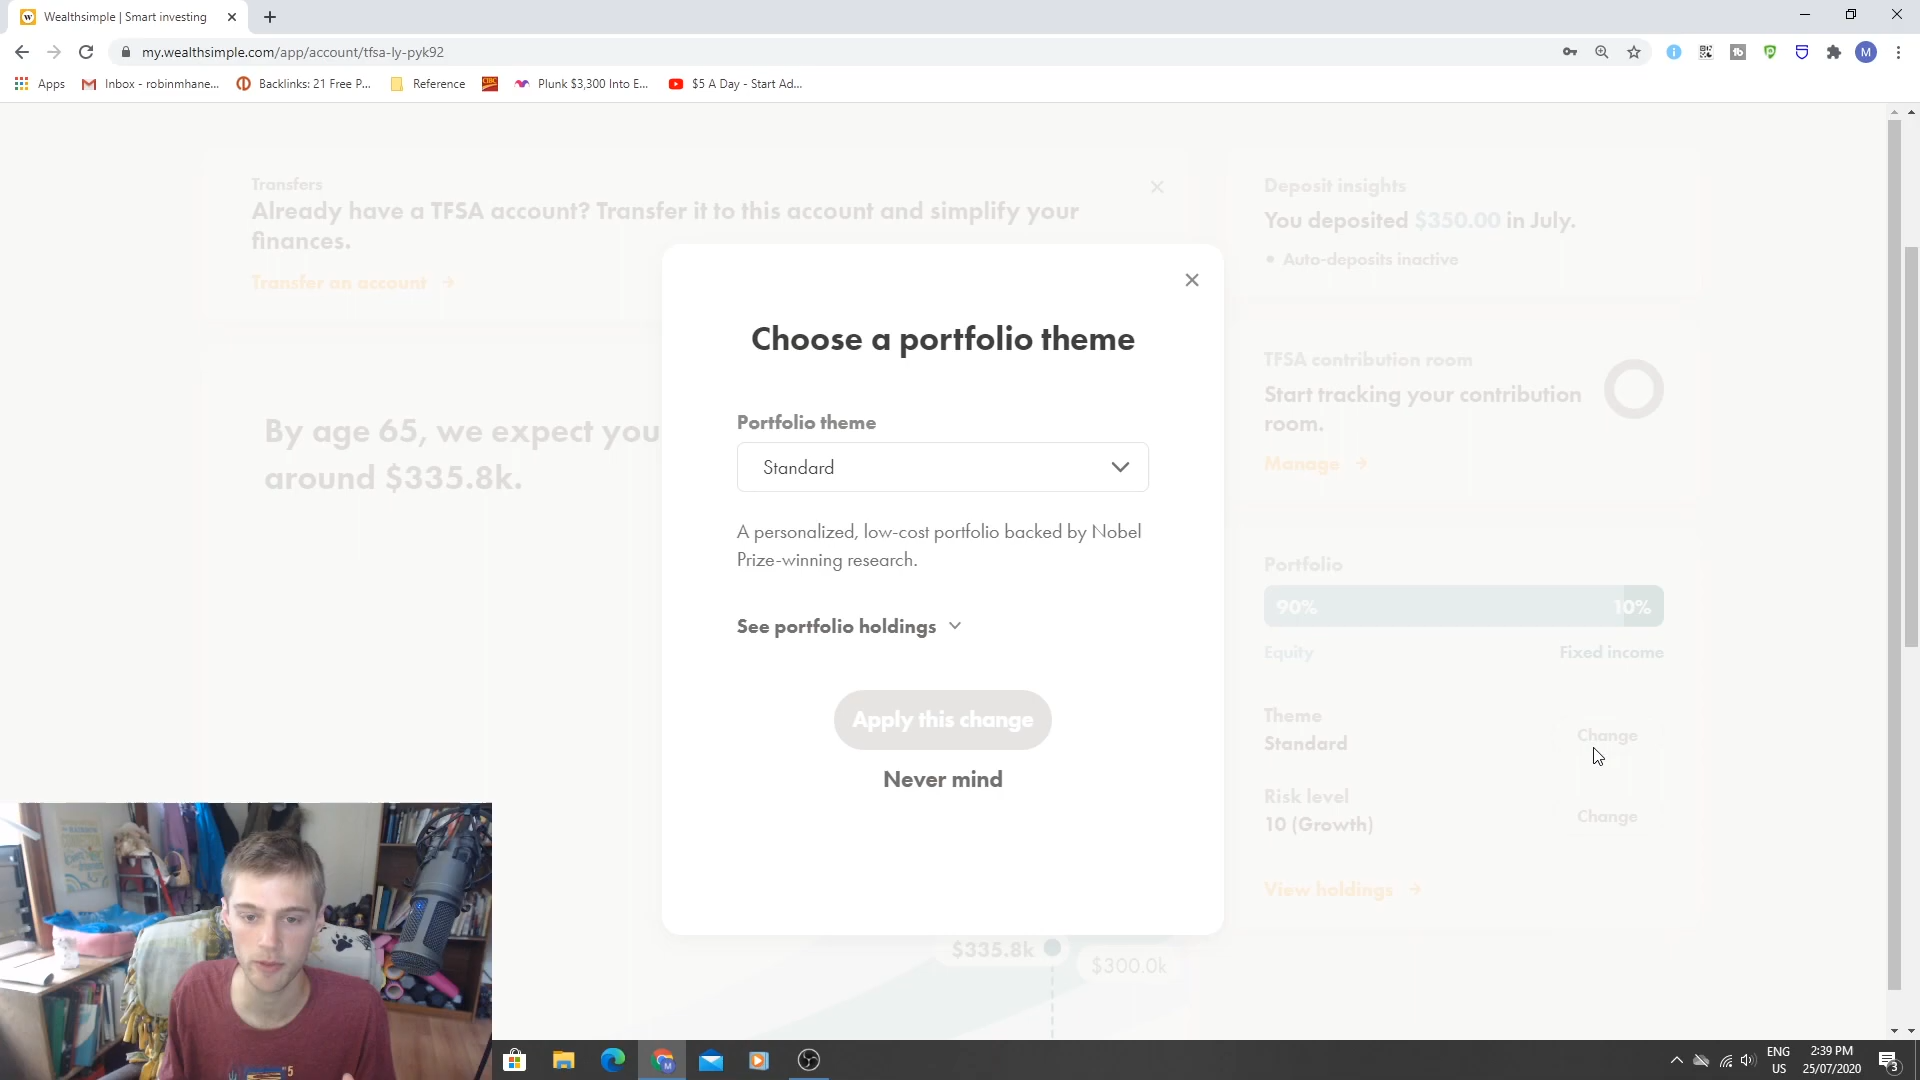 Wealthsimple | Smart investing
my.wealthsimple.com/app/account/tfsa-ly-pyk92
M
Apps
Inbox - robinmhane...
Backlinks: 21 Free P...
Reference
CIBC
Plunk $3,300 Into E...
$5 A Day - Start Ad...
Transfers
Already have a TFSA account? Transfer it to this account and simplify your
finances.
Transfer an account →
Deposit insights
You deposited $350.00 in July.
• Auto-deposits inactive
TFSA contribution room
Start tracking your contribution
room.
Manage →
By age 65, we expect you
around $335.8k.
Choose a portfolio theme
Portfolio theme
Standard
A personalized, low-cost portfolio backed by Nobel
Prize-winning research.
See portfolio holdings
Apply this change
Never mind
Portfolio
90%
10%
Equity
Fixed income
Theme
Standard
Change
Risk level
10 (Growth)
Change
View holdings →
$335.8k
$300.0k
ENG
US
2:39 PM
25/07/2020
3